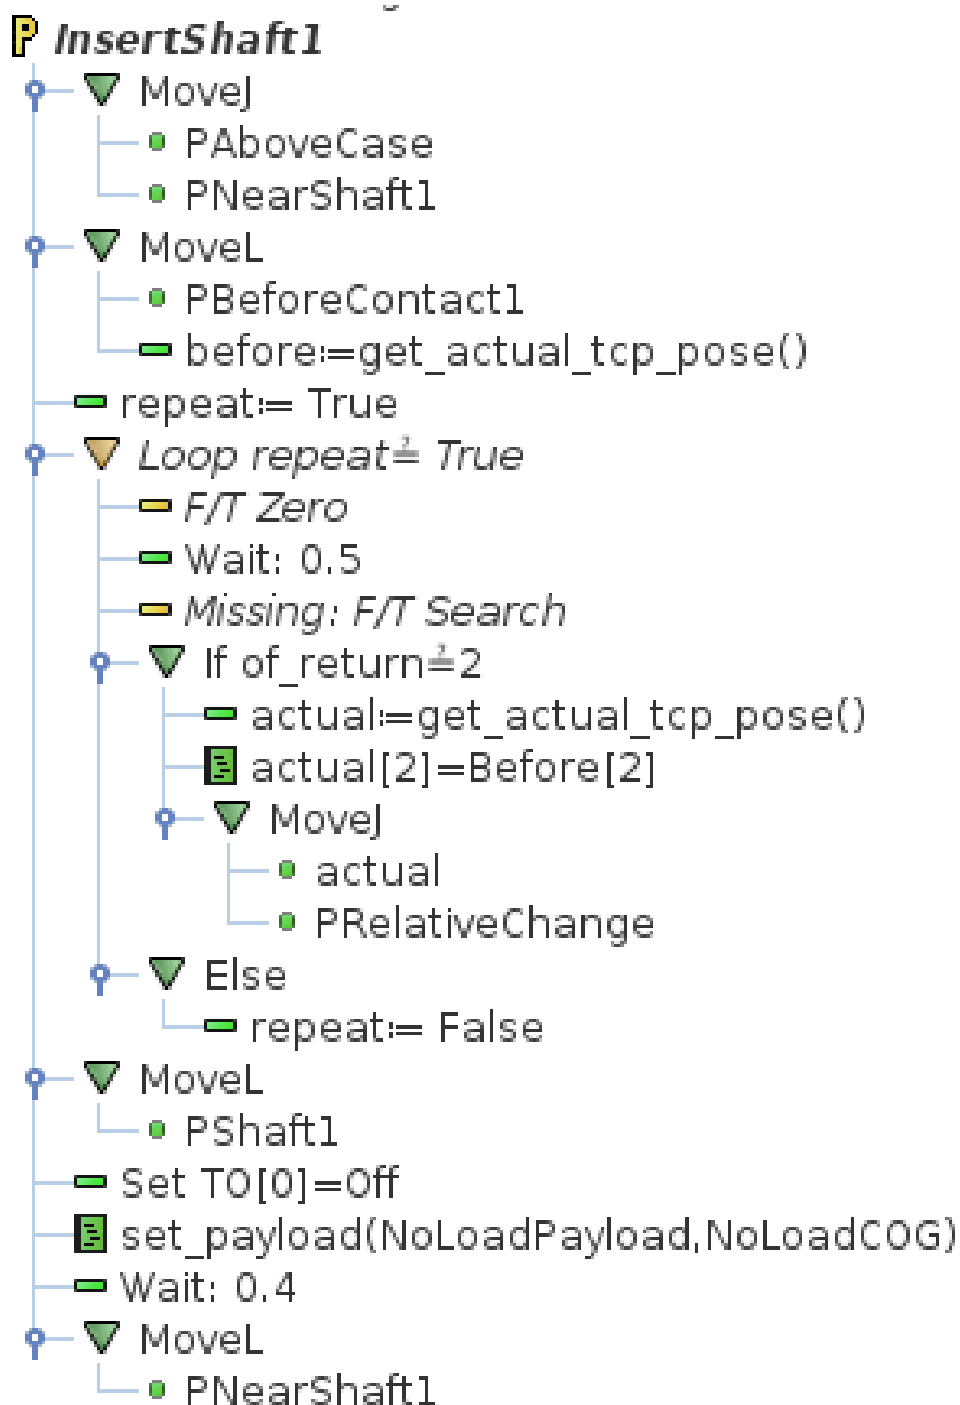 InsertShaft1
MoveJ
PAboveCase
PNearShaft1
MoveL
PBeforeContact1
before:=get_actual_tcp_pose()
repeat:= True
Loop repeat≟ True
F/T Zero
Wait: 0.5
Missing: F/T Search
If of_return≟2
actual:=get_actual_tcp_pose()
actual[2]=Before[2]
MoveJ
actual
PRelativeChange
Else
repeat:= False
MoveL
PShaft1
Set TO[0]=Off
set_payload(NoLoadPayload,NoLoadCOG)
Wait: 0.4
MoveL
PNearShaft1